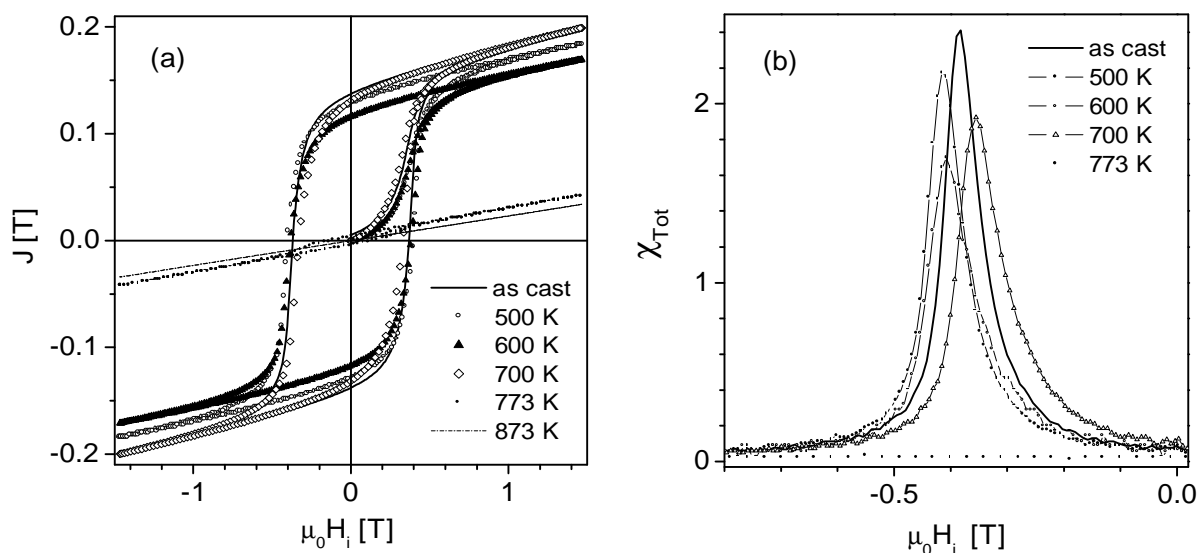 (a)
J [T]
0.2
0.1
0.0
-0.1
-0.2
as cast
500 K
600 K
700 K
773 K
873 K
-1
0
1
μ₀Hᵢ [T]
(b)
χTot
2
1
0
as cast
500 K
600 K
700 K
773 K
-0.5
0.0
μ₀Hᵢ [T]